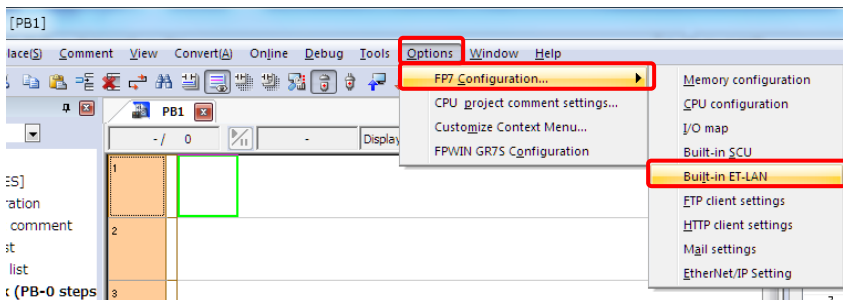 [PB1]
lace(S) Comment View Convert(A) Online Debug Tools Options Window Help
FP7 Configuration...
CPU project comment settings...
Customize Context Menu...
FPWIN GR7S Configuration
Memory configuration
CPU configuration
I/O map
Built-in SCU
Built-in ET-LAN
FTP client settings
HTTP client settings
Mail settings
EtherNet/IP Setting
PB1
- / 0 - Display
1
2
3
ES]
ration
comment
st
list
(PB-0 steps
7